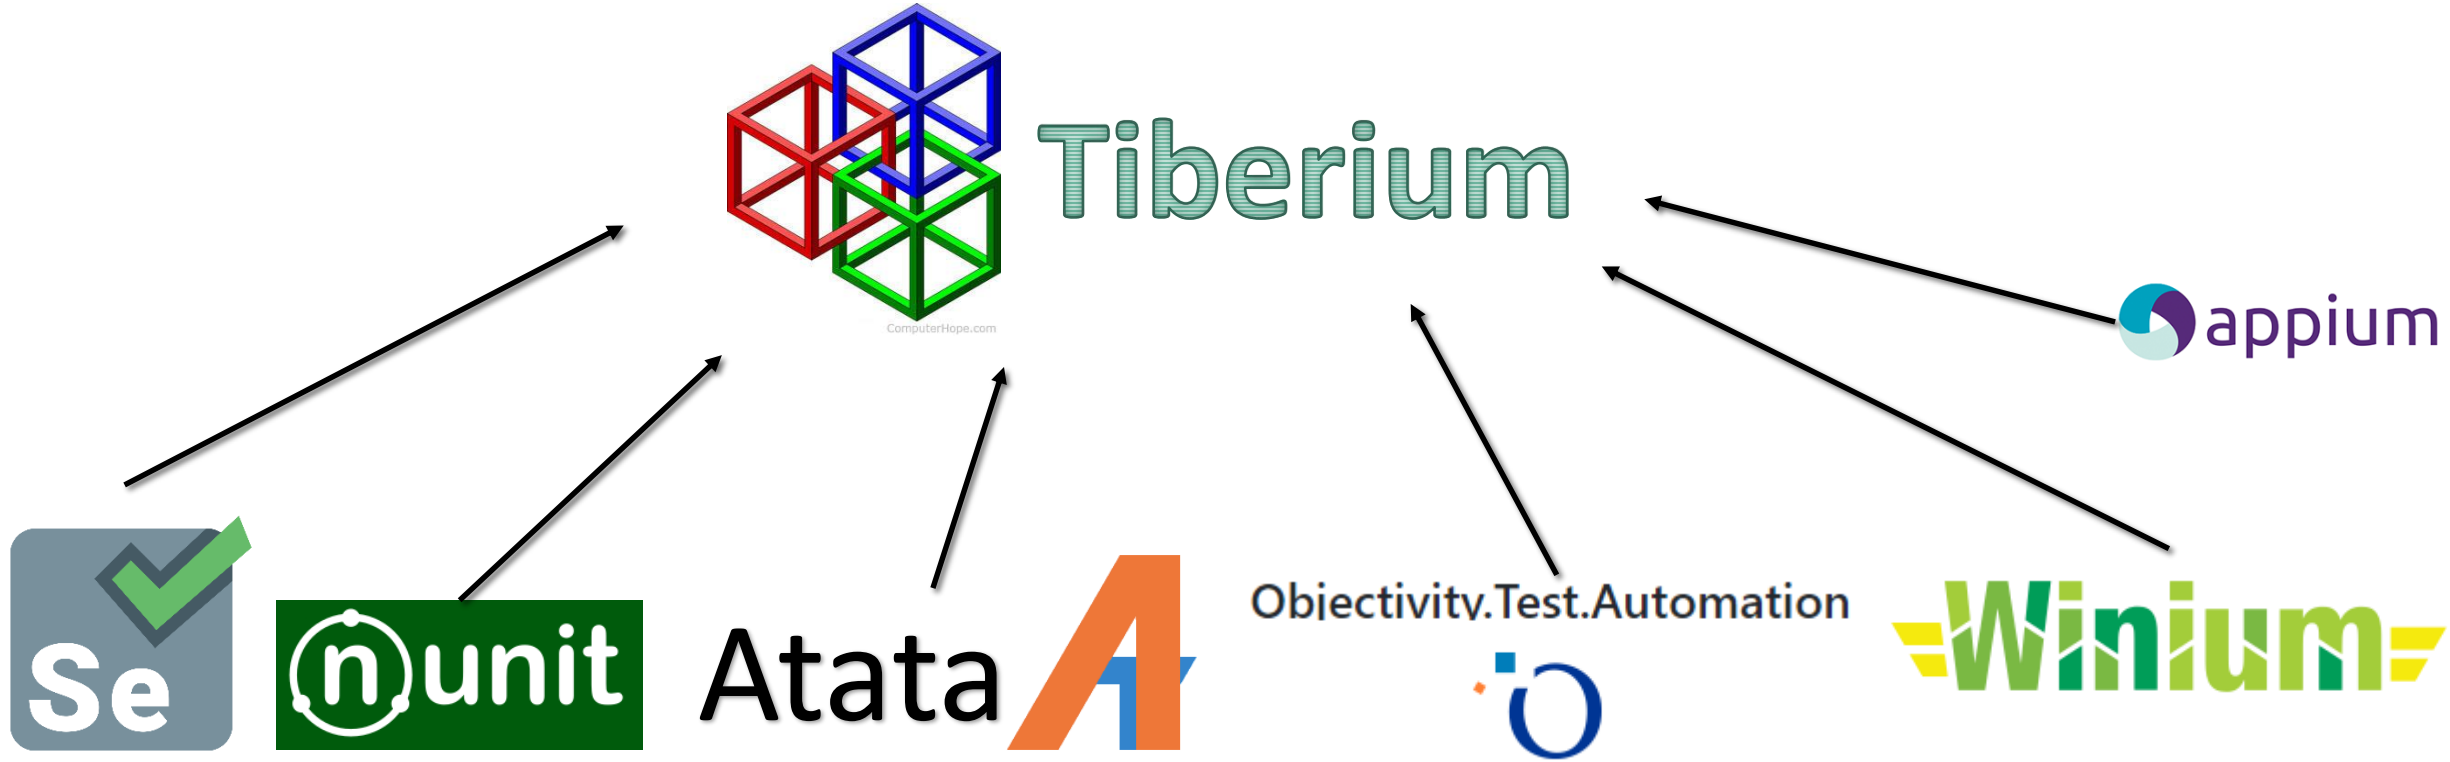 Tiberium
ComputerHope.com
appium
Se
nunit
Atata
Objectivity.Test.Automation
Winium